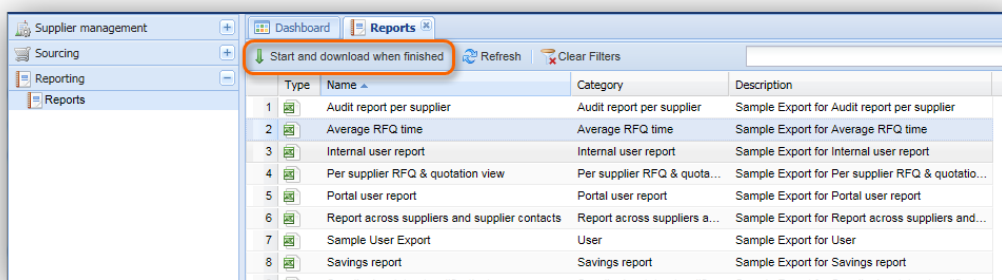 Supplier management
Sourcing
Reporting
Reports
Dashboard Reports
Start and download when finished Refresh Clear Filters
Type Name Category Description
1 Audit report per supplier Audit report per supplier Sample Export for Audit report per supplier
2 Average RFQ time Average RFQ time Sample Export for Average RFQ time
3 Internal user report Internal user report Sample Export for Internal user report
4 Per supplier RFQ & quotation view Per supplier RFQ & quota... Sample Export for Per supplier RFQ & quotatio...
5 Portal user report Portal user report Sample Export for Portal user report
6 Report across suppliers and supplier contacts Report across suppliers a... Sample Export for Report across suppliers and...
7 Sample User Export User Sample Export for User
8 Savings report Savings report Sample Export for Savings report